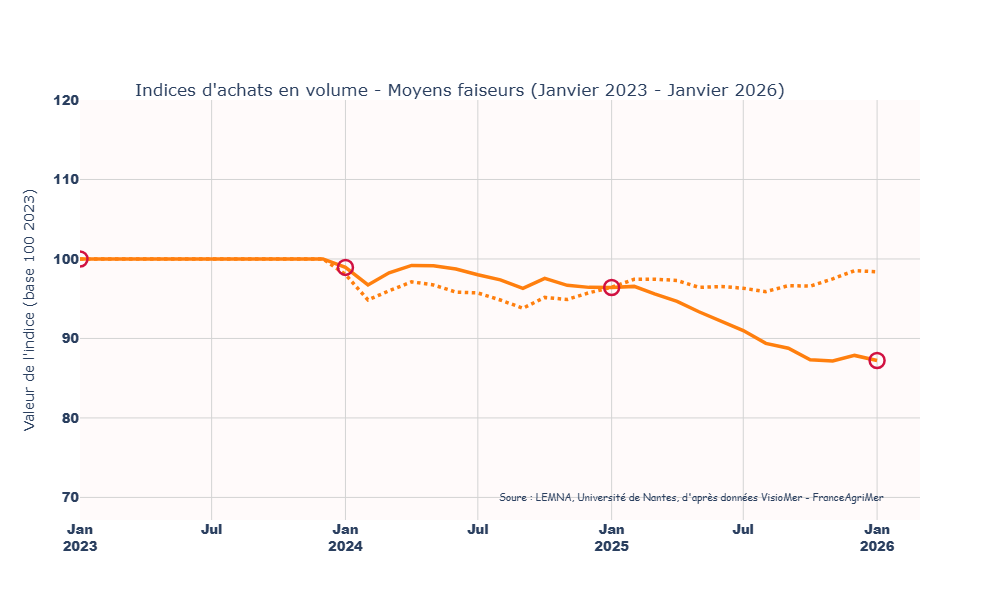 Indices d'achats en volume - Moyens faiseurs (Janvier 2023 - Janvier 2026)
Valeur de l'indice (base 100 2023)
120
110
100
90
80
70
Soure : LEMNA, Université de Nantes, d'après données VisioMer - FranceAgriMer
Jan Jul Jan Jul Jan Jul Jan
2023 2024 2025 2026